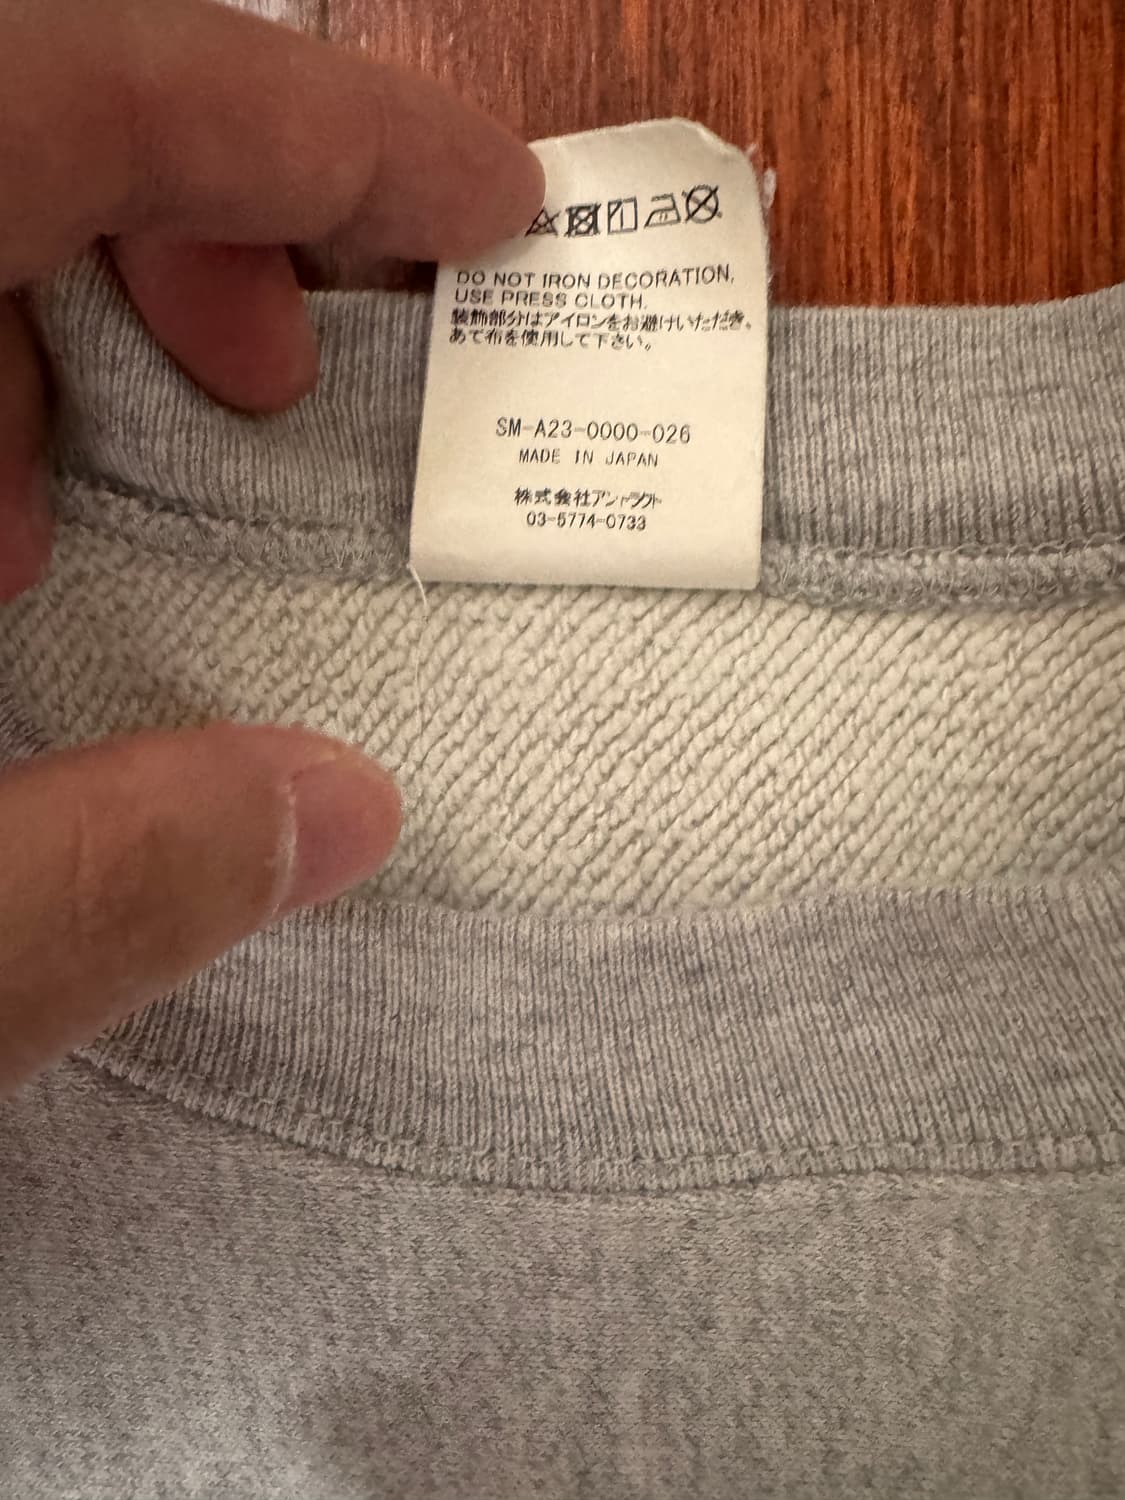 DO NOT IRON DECORATION.
USE PRESS CLOTH.
装飾部分はアイロンをお避けいただき、
あて布を使用して下さい。
SM-A23-0000-026
MADE IN JAPAN
株式会社アントラクト
03-5774-0733